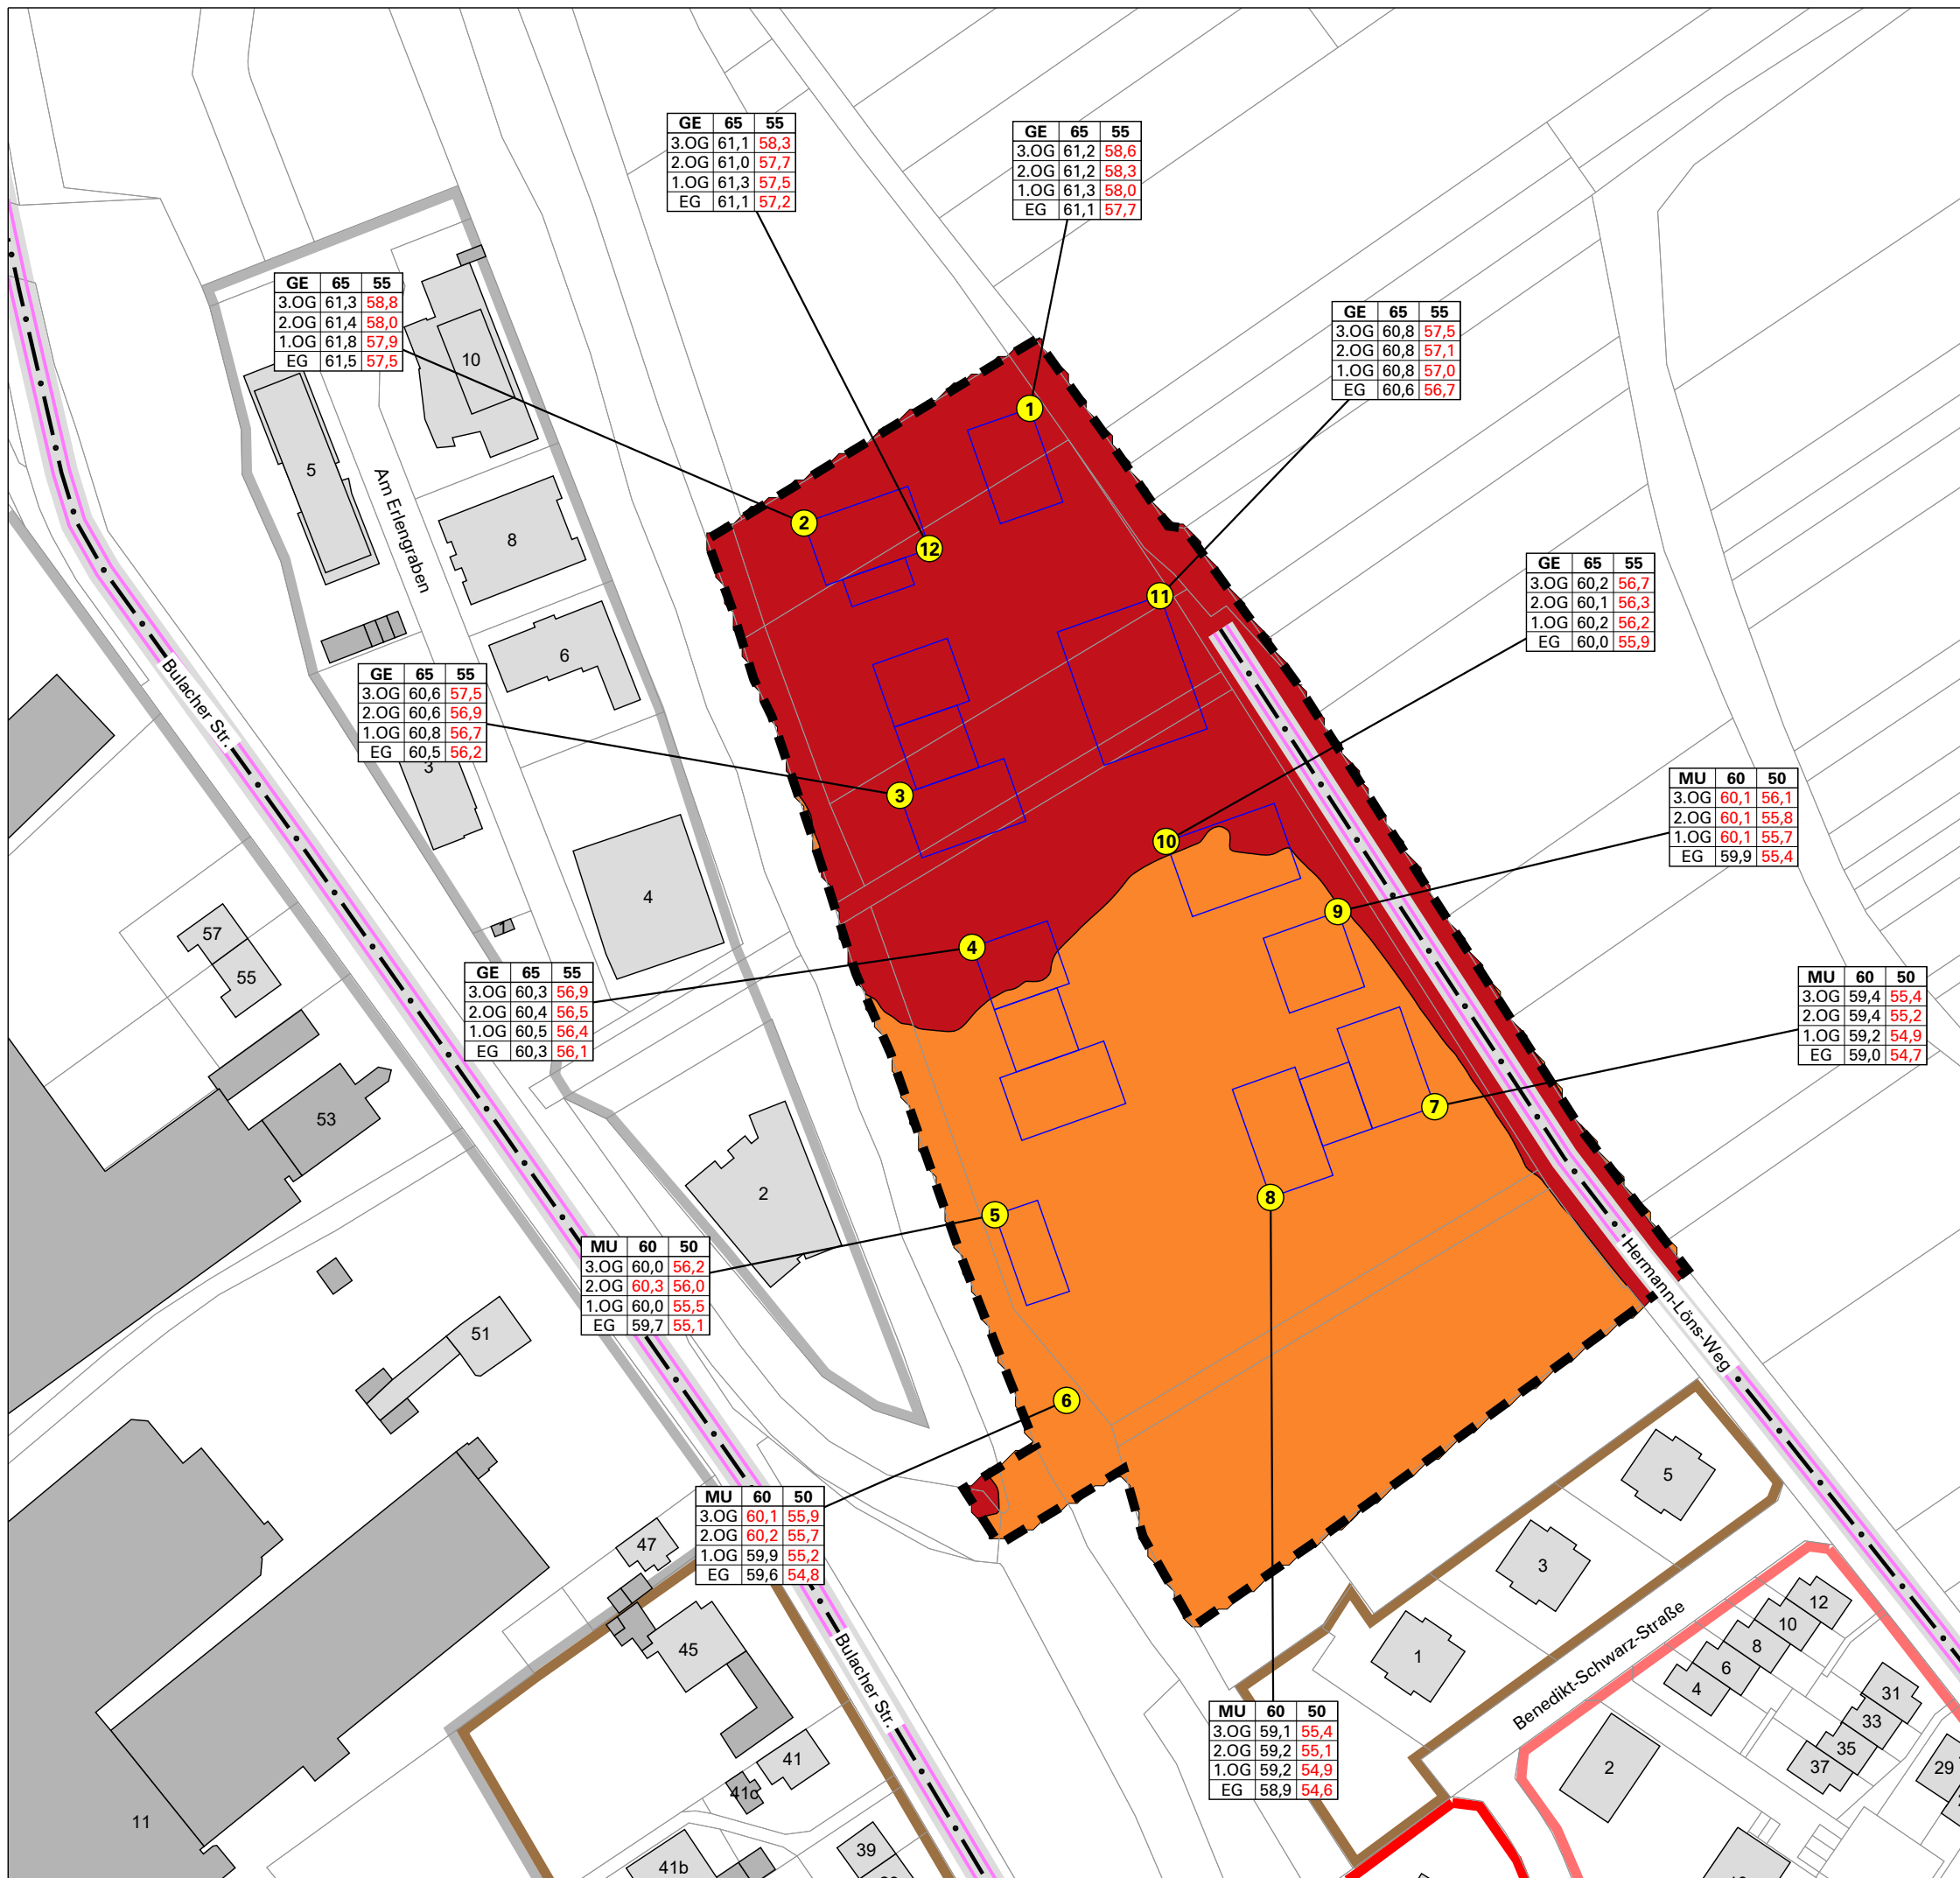 GE 65 55
3.OG 61,1 58,3
2.OG 61,0 57,7
1.OG 61,3 57,5
EG 61,1 57,2
GE 65 55
3.OG 61,2 58,6
2.OG 61,2 58,3
1.OG 61,3 58,0
EG 61,1 57,7
GE 65 55
3.OG 61,3 58,8
2.OG 61,4 58,0
1.OG 61,8 57,9
EG 61,5 57,5
GE 65 55
3.OG 60,8 57,5
2.OG 60,8 57,1
1.OG 60,8 57,0
EG 60,6 56,7
10
5
Am Erlengraben
8
6
1
2
12
11
GE 65 55
3.OG 60,2 56,7
2.OG 60,1 56,3
1.OG 60,2 56,2
EG 60,0 55,9
Bulacher Str.
GE 65 55
3.OG 60,6 57,5
2.OG 60,6 56,9
1.OG 60,8 56,7
EG 60,5 56,2
3
3
10
MU 60 50
3.OG 60,1 56,1
2.OG 60,1 55,8
1.OG 60,1 55,7
EG 59,9 55,4
4
7
9
4
57
55
GE 65 55
3.OG 60,3 56,9
2.OG 60,4 56,5
1.OG 60,5 56,4
EG 60,3 56,1
MU 60 50
3.OG 59,4 55,4
2.OG 59,4 55,2
1.OG 59,2 54,9
EG 59,0 54,7
53
7
2
8
5
MU 60 50
3.OG 60,0 56,2
2.OG 60,3 56,0
1.OG 60,0 55,5
EG 59,7 55,1
Hermann-Löns-Weg
51
6
MU 60 50
3.OG 60,1 55,9
2.OG 60,2 55,7
1.OG 59,9 55,2
EG 59,6 54,8
47
45
Bulacher Str.
5
3
1
Benedikt-Schwarz-Straße
12
10
8
6
4
31
33
35
37
29
2
MU 60 50
3.OG 59,1 55,4
2.OG 59,2 55,1
1.OG 59,2 54,9
EG 58,9 54,6
41
41c
11
39
41b